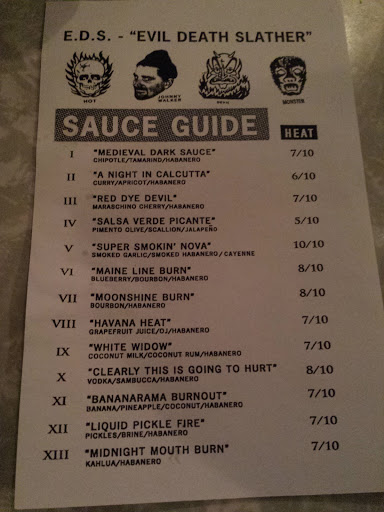 E.D.S. - "EVIL DEATH SLATHER"
HOT
JOHNNY
WALKER
MONSTER
SAUCE GUIDE HEAT
I "MEDIEVAL DARK SAUCE" 7/10
CHIPOTLE/TAMARIND/HABANERO
II "A NIGHT IN CALCUTTA" 6/10
CURRY/APRICOT/HABANERO
III "RED DYE DEVIL" 7/10
MARASCHINO CHERRY/HABANERO
IV "SALSA VERDE PICANTE" 5/10
PIMENTO OLIVE/SCALLION/JALAPEÑO
V "SUPER SMOKIN' NOVA" 10/10
SMOKED GARLIC/SMOKED HABANERO/CAYENNE
VI "MAINE LINE BURN" 8/10
BLUEBERRY/BOURBON/HABANERO
VII "MOONSHINE BURN" 8/10
BOURBON/HABANERO
VIII "HAVANA HEAT" 7/10
GRAPEFRUIT JUICE/OJ/HABANERO
IX "WHITE WIDOW" 7/10
COCONUT MILK/COCONUT RUM/HABANERO
X "CLEARLY THIS IS GOING TO HURT" 8/10
VODKA/SAMBUCCA/HABANERO
XI "BANANARAMA BURNOUT" 7/10
BANANA/PINEAPPLE/COCONUT/HABANERO
XII "LIQUID PICKLE FIRE" 7/10
PICKLES/BRINE/HABANERO
XIII "MIDNIGHT MOUTH BURN" 7/10
KAHLUA/HABANERO